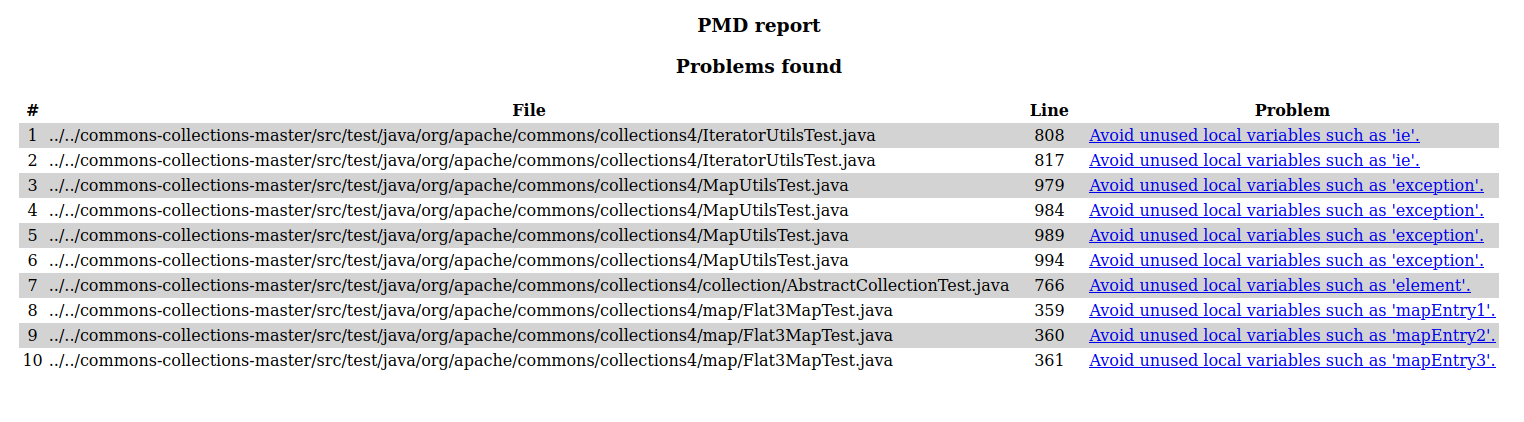 PMD report
Problems found
# File Line Problem
1 ../../commons-collections-master/src/test/java/org/apache/commons/collections4/IteratorUtilsTest.java 808 Avoid unused local variables such as 'ie'.
2 ../../commons-collections-master/src/test/java/org/apache/commons/collections4/IteratorUtilsTest.java 817 Avoid unused local variables such as 'ie'.
3 ../../commons-collections-master/src/test/java/org/apache/commons/collections4/MapUtilsTest.java 979 Avoid unused local variables such as 'exception'.
4 ../../commons-collections-master/src/test/java/org/apache/commons/collections4/MapUtilsTest.java 984 Avoid unused local variables such as 'exception'.
5 ../../commons-collections-master/src/test/java/org/apache/commons/collections4/MapUtilsTest.java 989 Avoid unused local variables such as 'exception'.
6 ../../commons-collections-master/src/test/java/org/apache/commons/collections4/MapUtilsTest.java 994 Avoid unused local variables such as 'exception'.
7 ../../commons-collections-master/src/test/java/org/apache/commons/collections4/collection/AbstractCollectionTest.java 766 Avoid unused local variables such as 'element'.
8 ../../commons-collections-master/src/test/java/org/apache/commons/collections4/map/Flat3MapTest.java 359 Avoid unused local variables such as 'mapEntry1'.
9 ../../commons-collections-master/src/test/java/org/apache/commons/collections4/map/Flat3MapTest.java 360 Avoid unused local variables such as 'mapEntry2'.
10 ../../commons-collections-master/src/test/java/org/apache/commons/collections4/map/Flat3MapTest.java 361 Avoid unused local variables such as 'mapEntry3'.